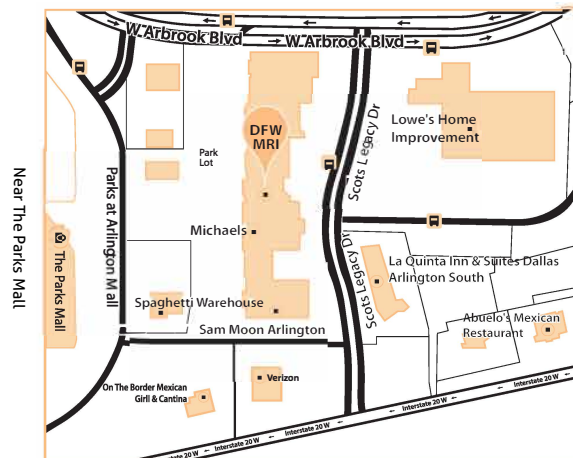 W Arbrook Blvd
W Arbrook Blvd
DFW
MRI
Lowe's Home
Improvement
Park
Lot
Scots Legacy Dr
Near The Parks Mall
Parks at Arlington Mall
Michaels
The Parks Mall
Scots Legacy Dr
La Quinta Inn & Suites Dallas
Arlington South
Spaghetti Warehouse
Sam Moon Arlington
Abuelo's Mexican
Restaurant
On The Border Mexican
Girll & Cantina
Verizon
Interstate 20 W
Interstate 20 W
Interstate 20 W
Interstate 20 W
Interstate 20 W